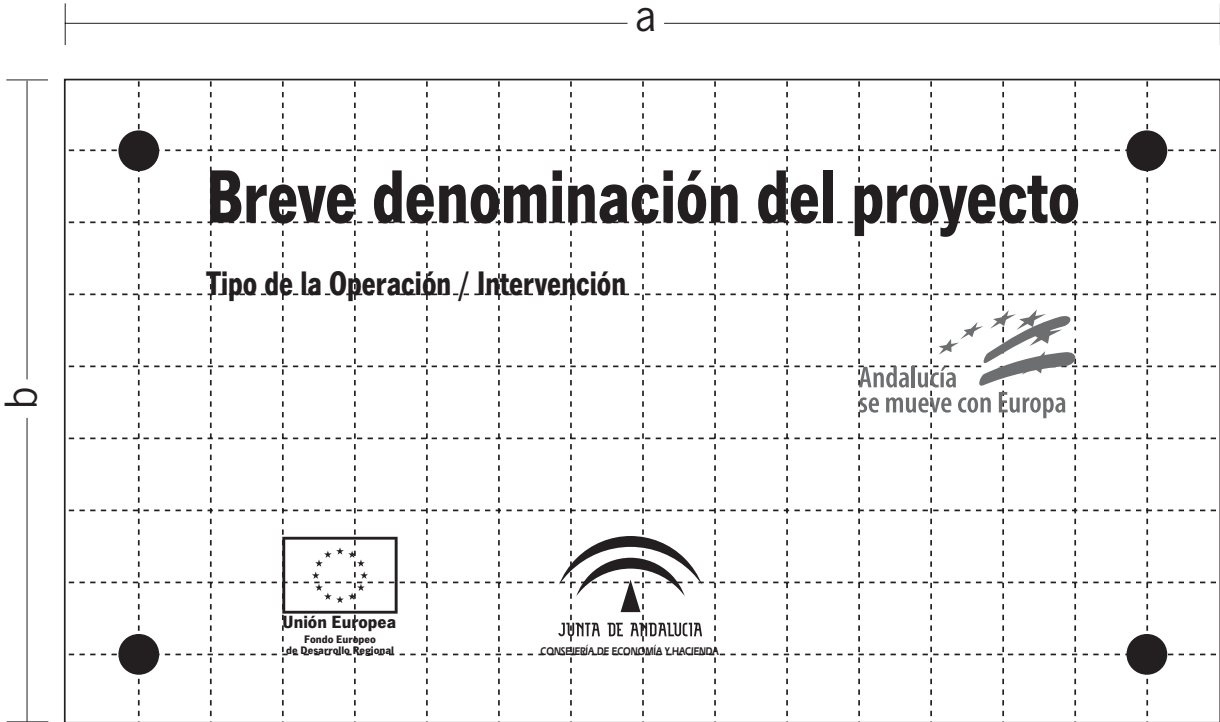 a
b
Breve denominación del proyecto
Tipo de la Operación / Intervención
Andalucía
se mueve con Europa
Unión Europea
Fondo Europeo
de Desarrollo Regional
JUNTA DE ANDALUCIA
CONSEJERÍA DE ECONOMÍA Y HACIENDA